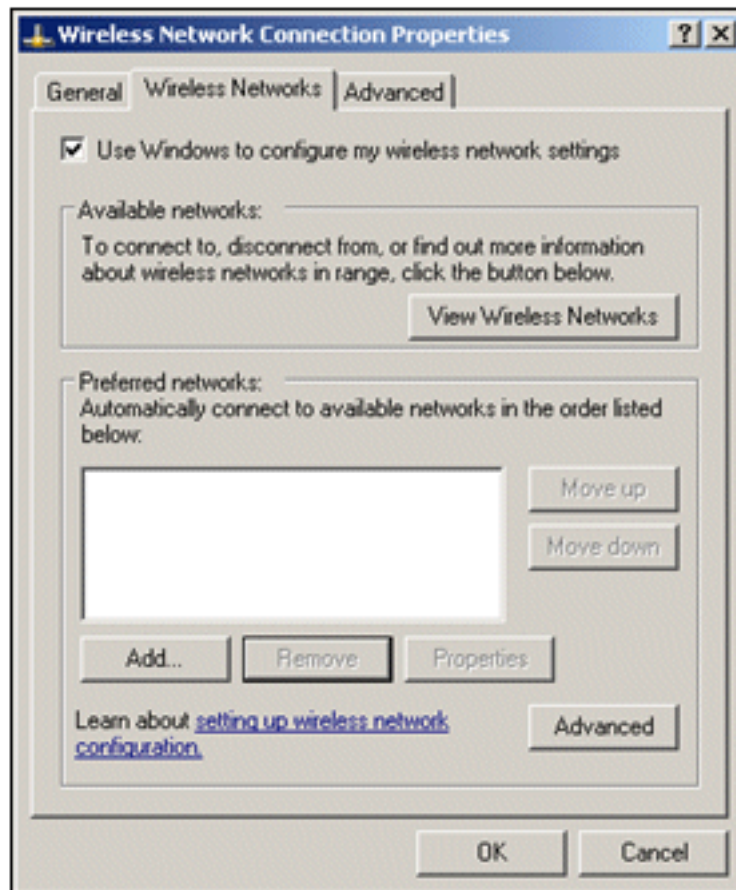 Wireless Network Connection Properties
General Wireless Networks Advanced
Use Windows to configure my wireless network settings
Available networks:
To connect to, disconnect from, or find out more information
about wireless networks in range, click the button below.
View Wireless Networks
Preferred networks:
Automatically connect to available networks in the order listed
below:
Move up
Move down
Add... Remove Properties
Learn about setting up wireless network
configuration.
Advanced
OK Cancel